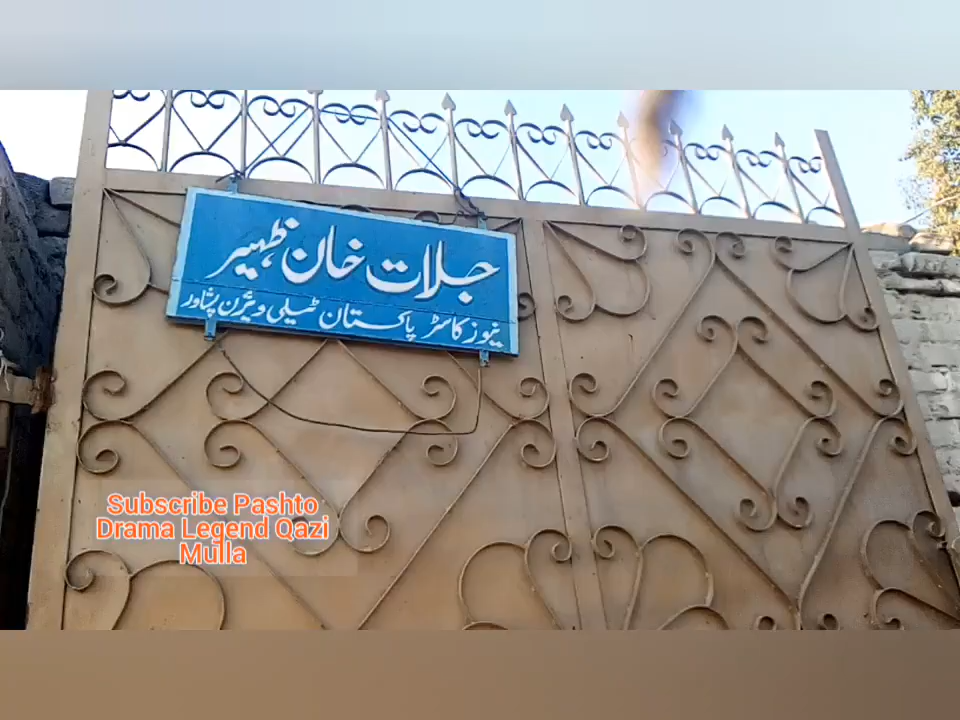 جلات خان ظہیر
نیوز کاسٹر پاکستان ٹیلی ویژن پشاور
Subscribe Pashto
Drama Legend Qazi
Mulla